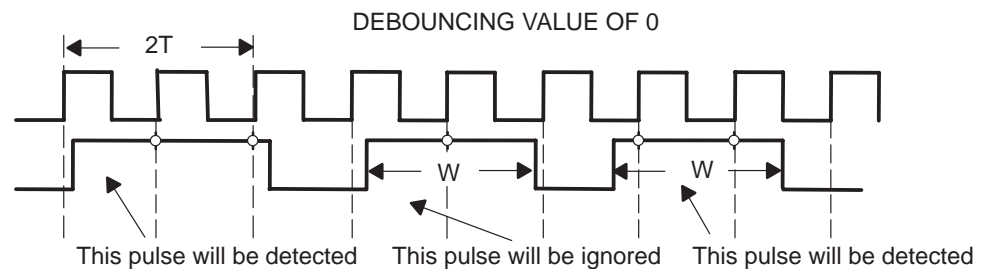 DEBOUNCING VALUE OF 0
2T
W
W
This pulse will be detected
This pulse will be ignored
This pulse will be detected